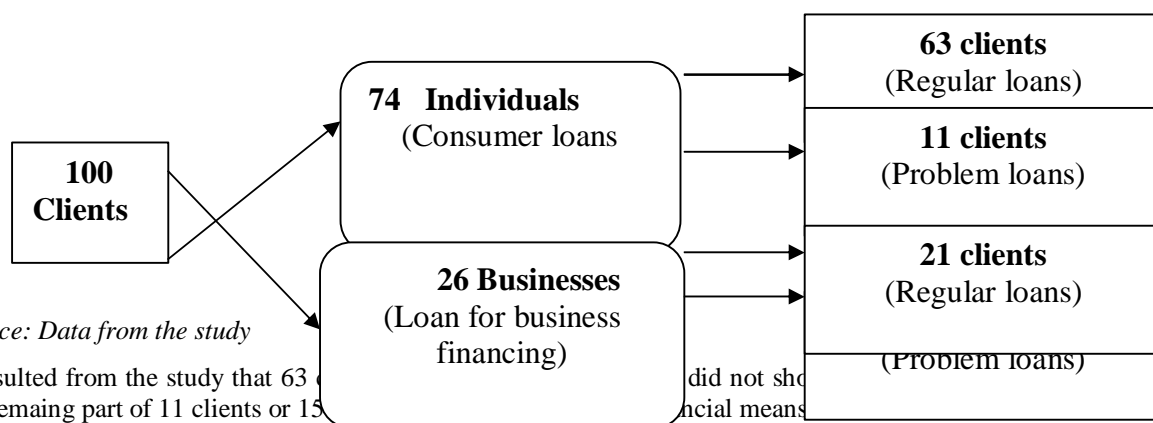 100
Clients
74 Individuals
(Consumer loans
26 Businesses
(Loan for business
financing)
63 clients
(Regular loans)
11 clients
(Problem loans)
21 clients
(Regular loans)
(Problem loans)
ce: Data from the study
sulted from the study that 63 did not sho
emaing part of 11 clients or 15 ncial means